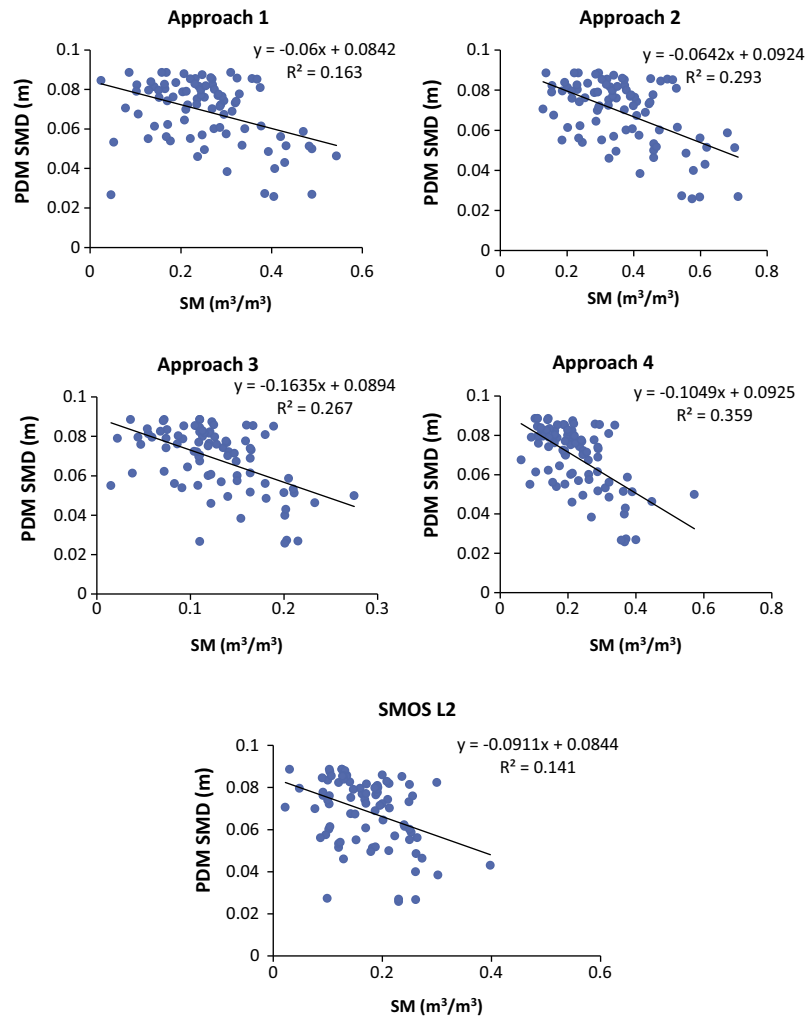 Approach 1
y = -0.06x + 0.0842
R² = 0.163
PDM SMD (m)
0.1
0.08
0.06
0.04
0.02
0
0 0.2 0.4 0.6
SM (m³/m³)
Approach 2
y = -0.0642x + 0.0924
R² = 0.293
PDM SMD (m)
0.1
0.08
0.06
0.04
0.02
0
0 0.2 0.4 0.6 0.8
SM (m³/m³)
Approach 3
y = -0.1635x + 0.0894
R² = 0.267
PDM SMD (m)
0.1
0.08
0.06
0.04
0.02
0
0 0.1 0.2 0.3
SM (m³/m³)
Approach 4
y = -0.1049x + 0.0925
R² = 0.359
PDM SMD (m)
0.1
0.08
0.06
0.04
0.02
0
0 0.2 0.4 0.6 0.8
SM (m³/m³)
SMOS L2
y = -0.0911x + 0.0844
R² = 0.141
PDM SMD (m)
0.1
0.08
0.06
0.04
0.02
0
0 0.2 0.4 0.6
SM (m³/m³)